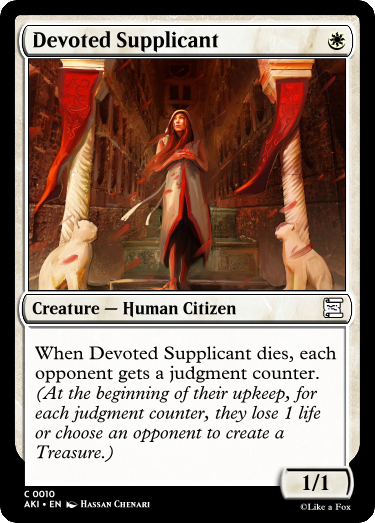 Devoted Supplicant
Creature — Human Citizen
When Devoted Supplicant dies, each
opponent gets a judgment counter.
(At the beginning of their upkeep, for
each judgment counter, they lose 1 life
or choose an opponent to create a
Treasure.)
1/1
C 0010
AKI • EN Hassan Chenari
©Like a Fox